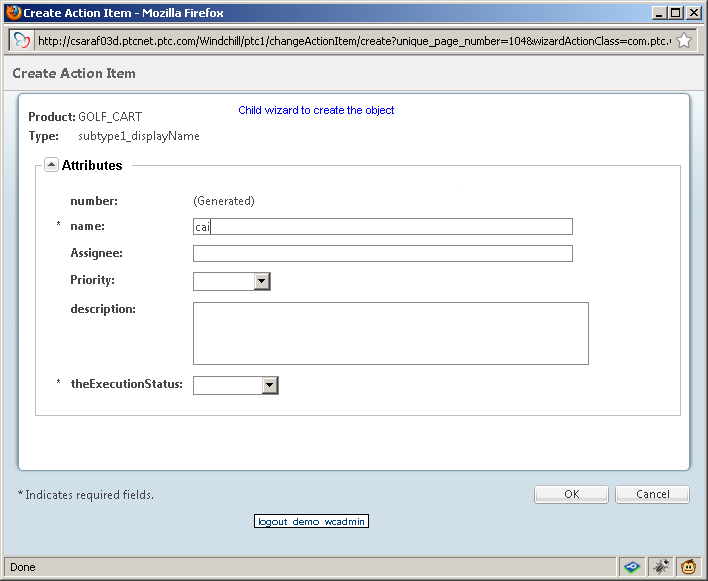 Create Action Item - Mozilla Firefox
http://csaraf03d.ptcnet.ptc.com/Windchill/ptc1/changeActionItem/create?unique_page_number=104&wizardActionClass=com.ptc.
Create Action Item
Product: GOLF_CART
Child wizard to create the object
Type: subtype1_displayName
Attributes
number: (Generated)
* name: cai
Assignee:
Priority:
description:
* theExecutionStatus:
* Indicates required fields.
OK Cancel
logout demo wcadmin
Done